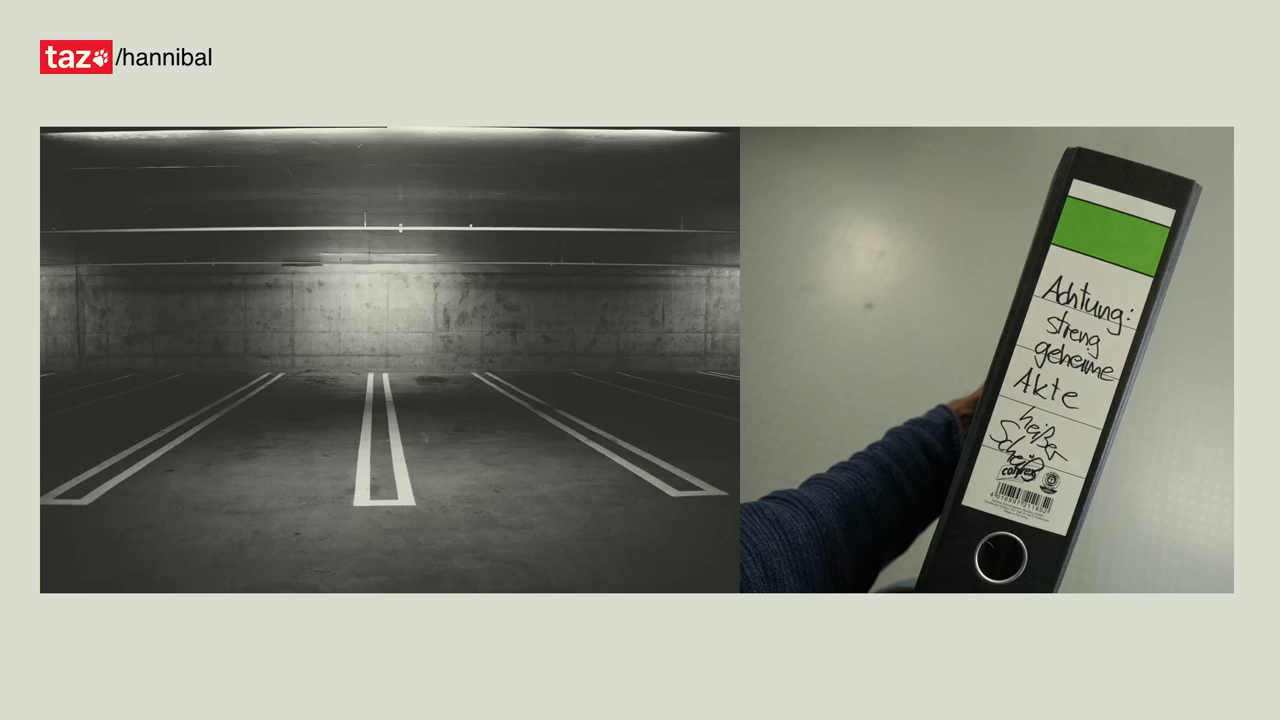 taz /hannibal
Achtung:
streng
geheime
Akte
heißer
Scheiß